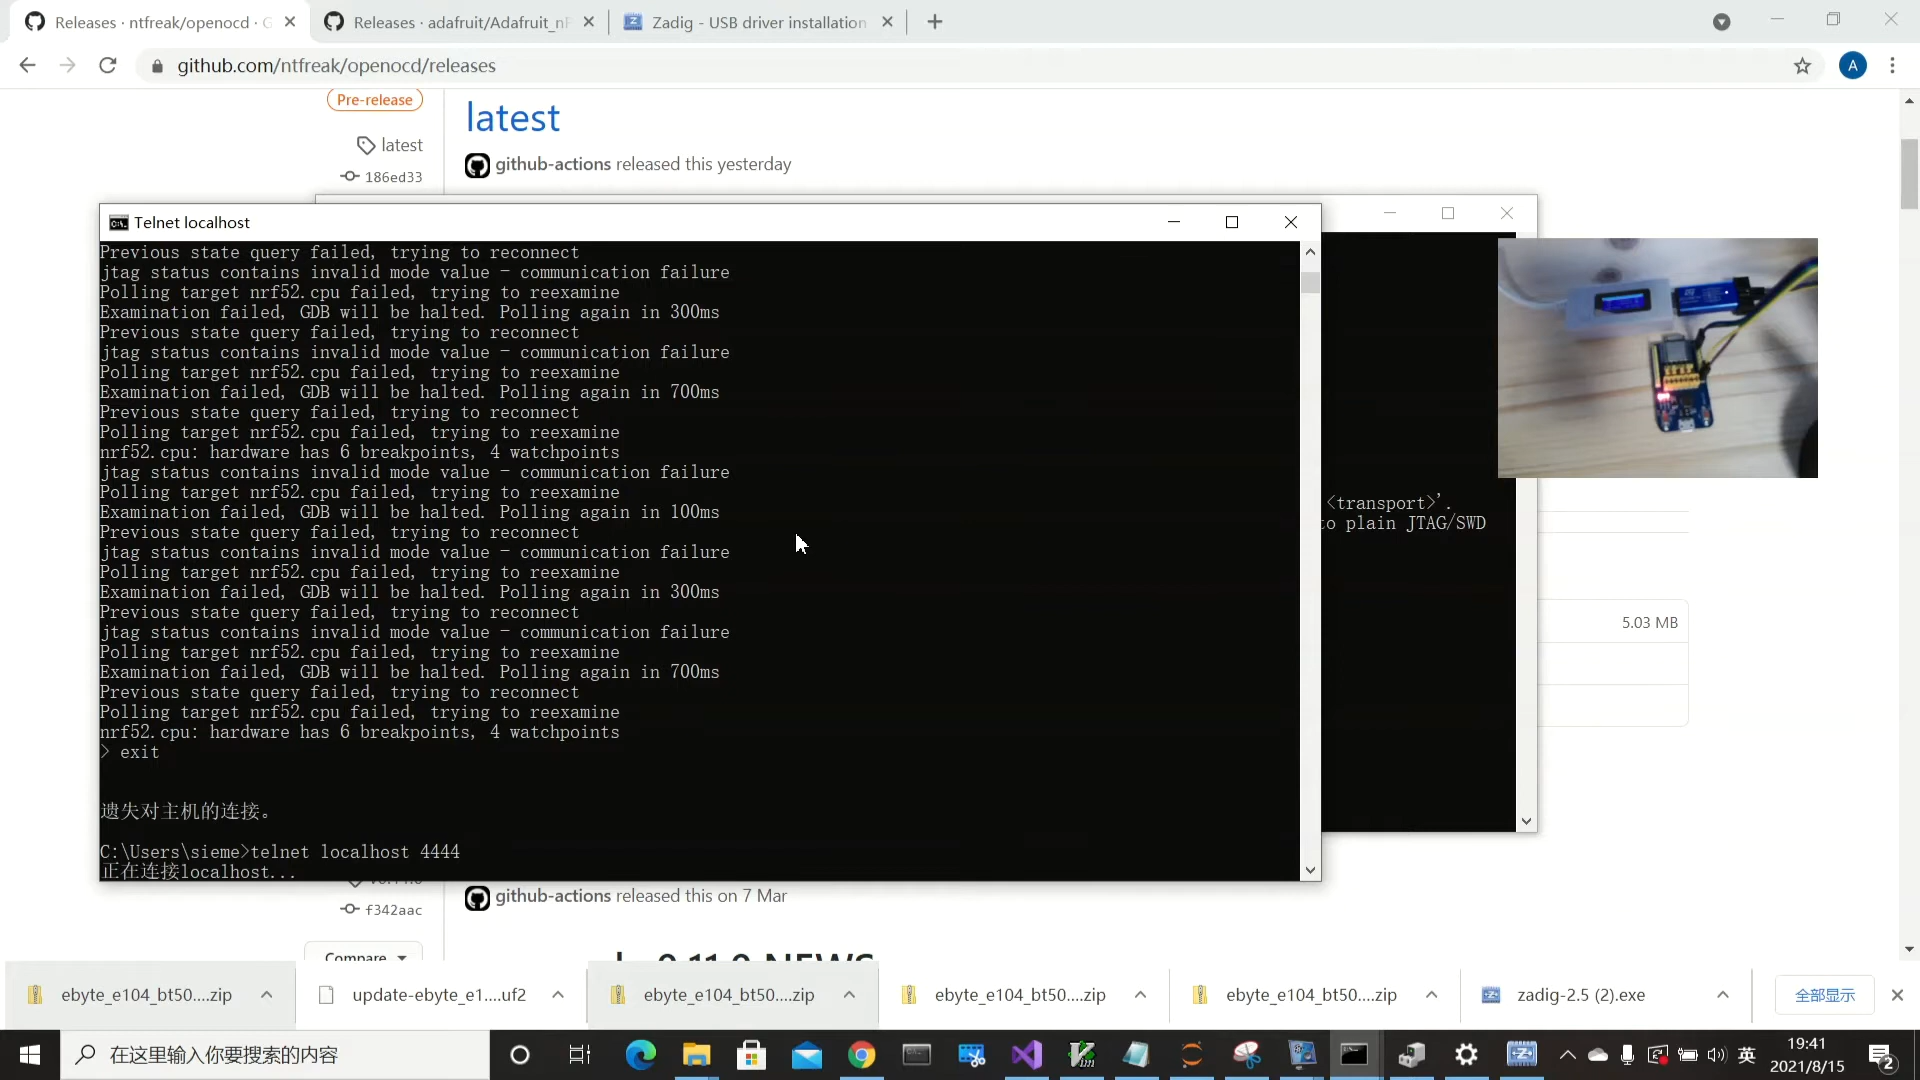 Releases · ntfreak/openocd · G
Releases · adafruit/Adafruit_nF
Zadig - USB driver installation
github.com/ntfreak/openocd/releases
A
Pre-release
latest
latest
github-actions released this yesterday
186ed33
Telnet localhost
Previous state query failed, trying to reconnect
jtag status contains invalid mode value - communication failure
Polling target nrf52.cpu failed, trying to reexamine
Examination failed, GDB will be halted. Polling again in 300ms
Previous state query failed, trying to reconnect
jtag status contains invalid mode value - communication failure
Polling target nrf52.cpu failed, trying to reexamine
Examination failed, GDB will be halted. Polling again in 700ms
Previous state query failed, trying to reconnect
Polling target nrf52.cpu failed, trying to reexamine
nrf52.cpu: hardware has 6 breakpoints, 4 watchpoints
jtag status contains invalid mode value - communication failure
Polling target nrf52.cpu failed, trying to reexamine
Examination failed, GDB will be halted. Polling again in 100ms
Previous state query failed, trying to reconnect
jtag status contains invalid mode value - communication failure
Polling target nrf52.cpu failed, trying to reexamine
Examination failed, GDB will be halted. Polling again in 300ms
Previous state query failed, trying to reconnect
jtag status contains invalid mode value - communication failure
Polling target nrf52.cpu failed, trying to reexamine
Examination failed, GDB will be halted. Polling again in 700ms
Previous state query failed, trying to reconnect
Polling target nrf52.cpu failed, trying to reexamine
nrf52.cpu: hardware has 6 breakpoints, 4 watchpoints
> exit
遗失对主机的连接。
C:\Users\sieme>telnet localhost 4444
正在连接localhost...
<transport>'.
to plain JTAG/SWD
5.03 MB
github-actions released this on 7 Mar
f342aac
Compare
0.11.0 NEWS
ebyte_e104_bt50....zip
update-ebyte_e1....uf2
ebyte_e104_bt50....zip
ebyte_e104_bt50....zip
ebyte_e104_bt50....zip
zadig-2.5 (2).exe
全部显示
在这里输入你要搜索的内容
英
19:41
2021/8/15
2